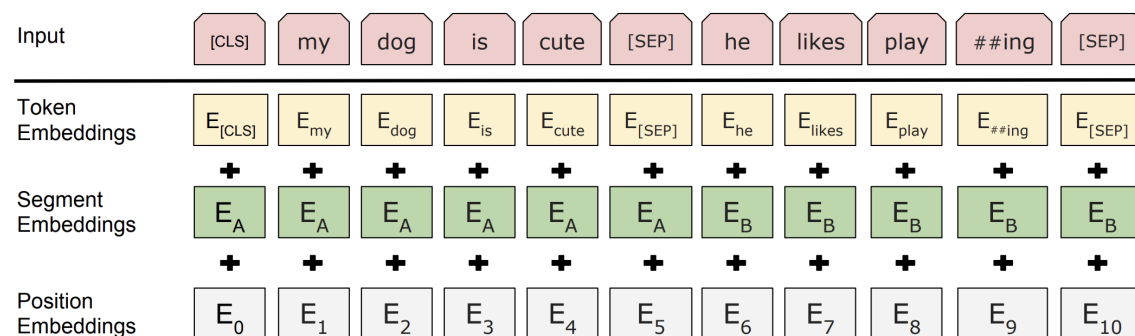 Input [CLS] my dog is cute [SEP] he likes play ##ing [SEP]
Token Embeddings E[CLS] Emy Edog Eis Ecute E[SEP] Ehe Elikes Eplay E##ing E[SEP]
+ + + + + + + + + + +
Segment Embeddings EA EA EA EA EA EA EB EB EB EB EB
+ + + + + + + + + + +
Position Embeddings E0 E1 E2 E3 E4 E5 E6 E7 E8 E9 E10